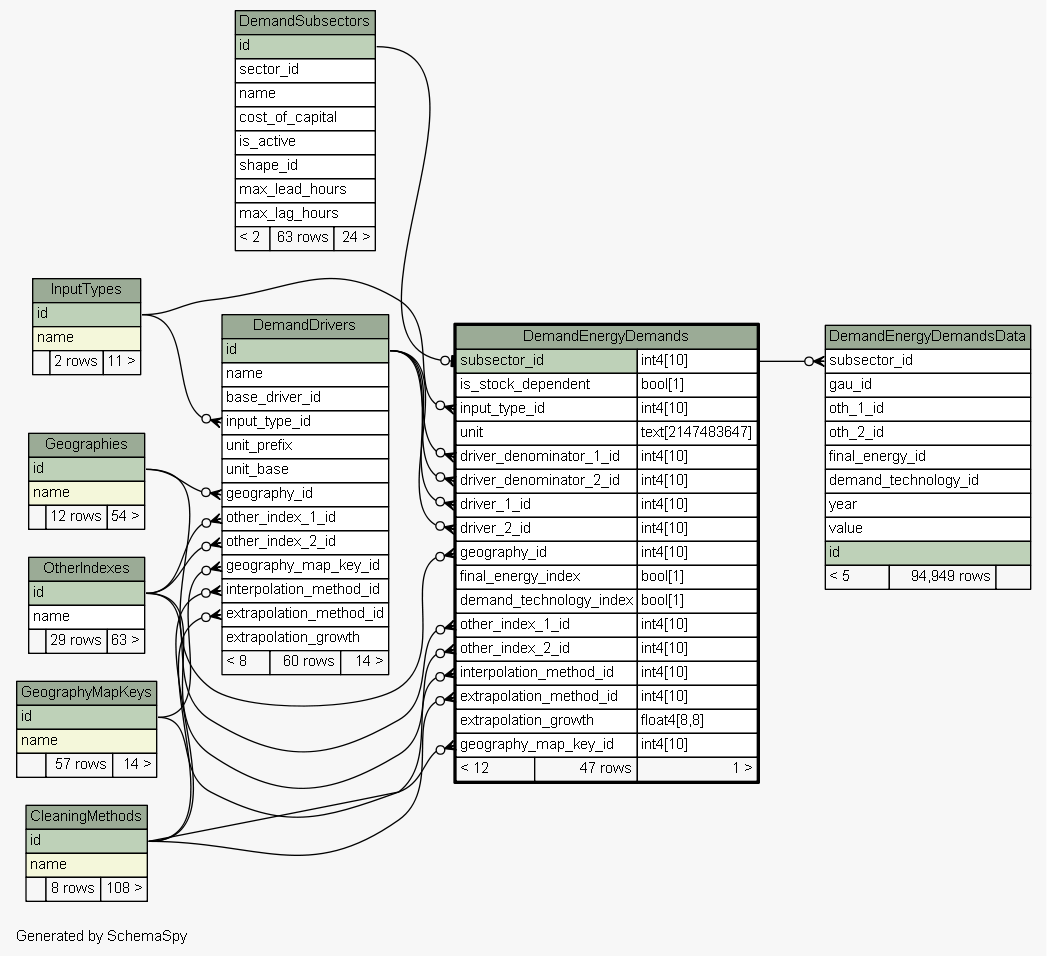 DemandSubsectors
id
sector_id
name
cost_of_capital
is_active
shape_id
max_lead_hours
max_lag_hours
< 2 63 rows 24 >
InputTypes
id
name
2 rows 11 >
Geographies
id
name
12 rows 54 >
OtherIndexes
id
name
29 rows 63 >
GeographyMapKeys
id
name
57 rows 14 >
CleaningMethods
id
name
8 rows 108 >
DemandDrivers
id
name
base_driver_id
input_type_id
unit_prefix
unit_base
geography_id
other_index_1_id
other_index_2_id
geography_map_key_id
interpolation_method_id
extrapolation_method_id
extrapolation_growth
< 8 60 rows 14 >
DemandEnergyDemands
subsector_id int4[10]
is_stock_dependent bool[1]
input_type_id int4[10]
unit text[2147483647]
driver_denominator_1_id int4[10]
driver_denominator_2_id int4[10]
driver_1_id int4[10]
driver_2_id int4[10]
geography_id int4[10]
final_energy_index bool[1]
demand_technology_index bool[1]
other_index_1_id int4[10]
other_index_2_id int4[10]
interpolation_method_id int4[10]
extrapolation_method_id int4[10]
extrapolation_growth float4[8,8]
geography_map_key_id int4[10]
< 12 47 rows 1 >
DemandEnergyDemandsData
subsector_id
gau_id
oth_1_id
oth_2_id
final_energy_id
demand_technology_id
year
value
id
< 5 94,949 rows
Generated by SchemaSpy